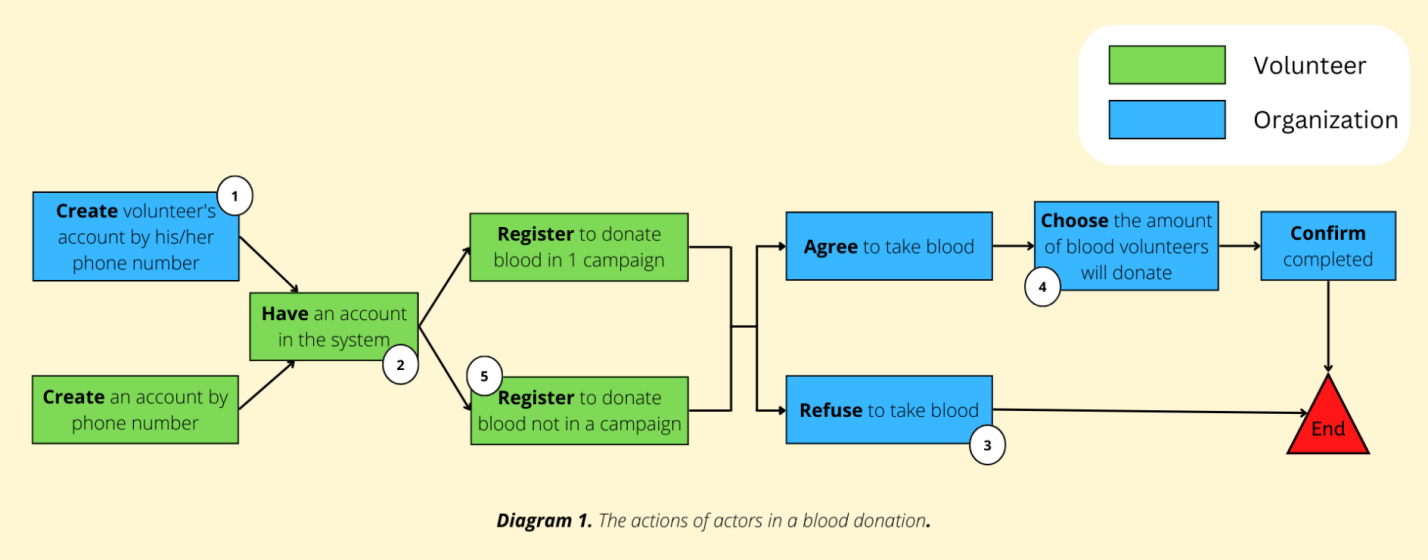 Volunteer
Organization
1
Create volunteer's
account by his/her
phone number
Create an account by
phone number
Have an account
in the system
2
Register to donate
blood in 1 campaign
5
Register to donate
blood not in a campaign
Agree to take blood
Refuse to take blood
3
Choose the amount
of blood volunteers
will donate
4
Confirm
completed
End
Diagram 1. The actions of actors in a blood donation.